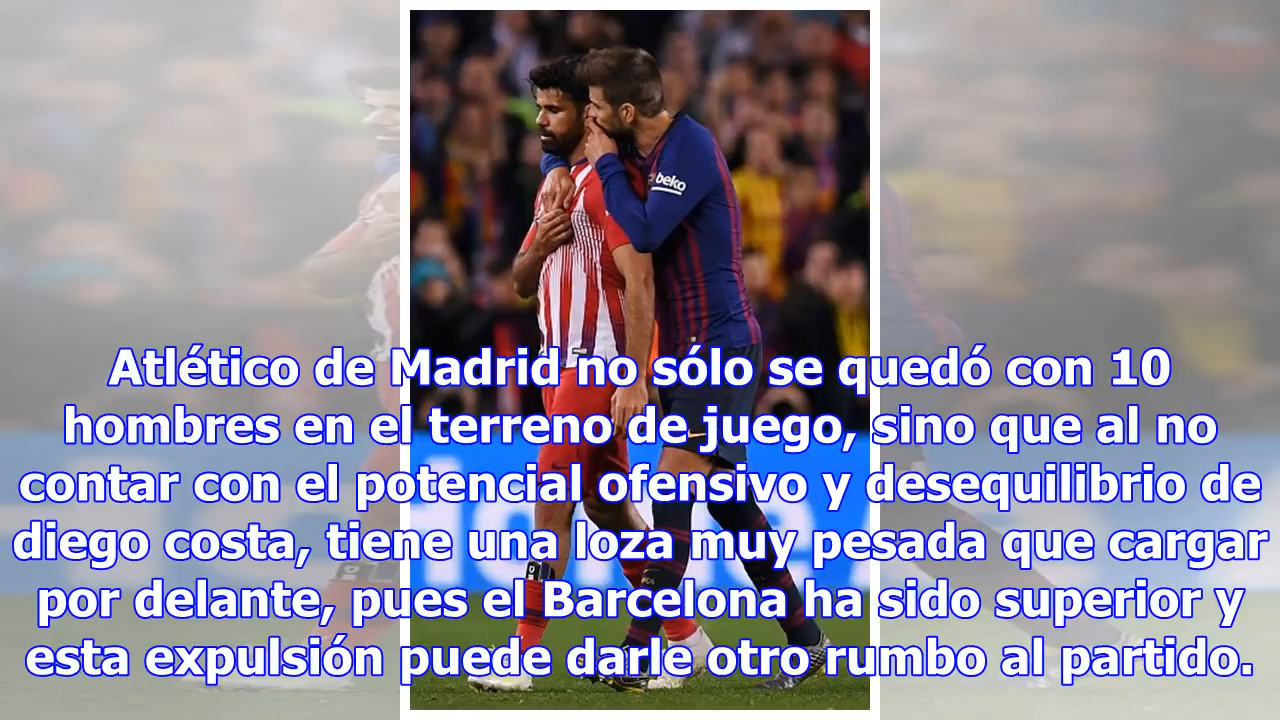 beko
Atlético de Madrid no sólo se quedó con 10
hombres en el terreno de juego, sino que al no
contar con el potencial ofensivo y desequilibrio de
diego costa, tiene una loza muy pesada que cargar
por delante, pues el Barcelona ha sido superior y
esta expulsión puede darle otro rumbo al partido.